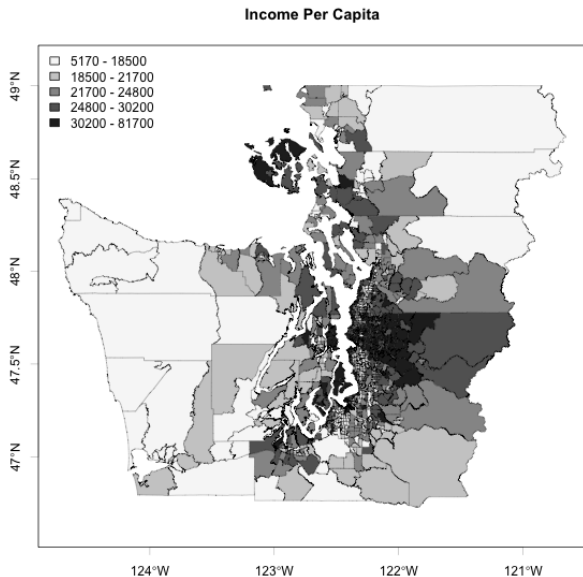 Income Per Capita
5170 - 18500
18500 - 21700
21700 - 24800
24800 - 30200
30200 - 81700
49°N
48.5°N
48°N
47.5°N
47°N
124°W
123°W
122°W
121°W